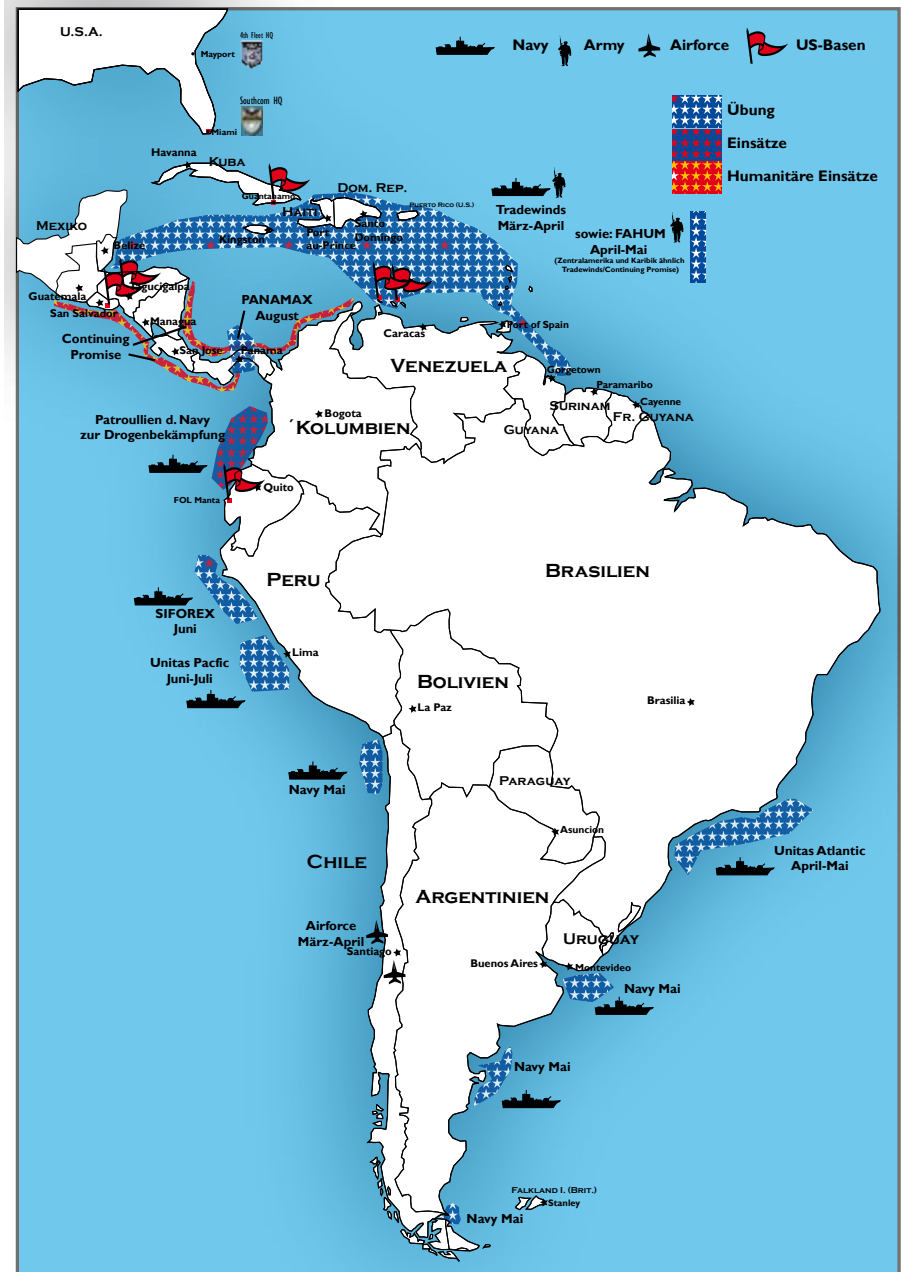 U.S.A.
4th Fleet HQ
Navy
Army
Airforce
US-Basen
Mayport
Southcom HQ
Übung
Miami
Einsätze
Havanna
Kuba
Humanitäre Einsätze
Guantanamo
Dom. Rep.
Puerto Rico (U.S.)
Tradewinds
März-April
Haiti
Mexiko
Kingston
Port
au-Prince
Santo
Domingo
sowie: FAHUM
April-Mai
(Zentralamerika und Karibik ähnlich
Tradewinds/Continuing Promise)
Belize
Guatemala
Tegucigalpa
San Salvador
PANAMAX
August
Managua
Continuing
Promise
San Jose
Panama
Caracas
Port of Spain
Venezuela
Gorgetown
Paramaribo
Surinam
Cayenne
Fr. Guyana
Guyana
Patroullien d. Navy
zur Drogenbekämpfung
Bogota
´Kolumbien
Quito
FOL Manta
Peru
Brasilien
SIFOREX
Juni
Unitas Pacfic
Juni-Juli
Lima
Bolivien
La Paz
Brasilia
Navy Mai
Paraguay
Asuncion
Chile
Unitas Atlantic
April-Mai
Argentinien
Airforce
März-April
Santiago
Uruguay
Buenos Aires
Montevideo
Navy Mai
Navy Mai
Falkland I. (Brit.)
Stanley
Navy Mai